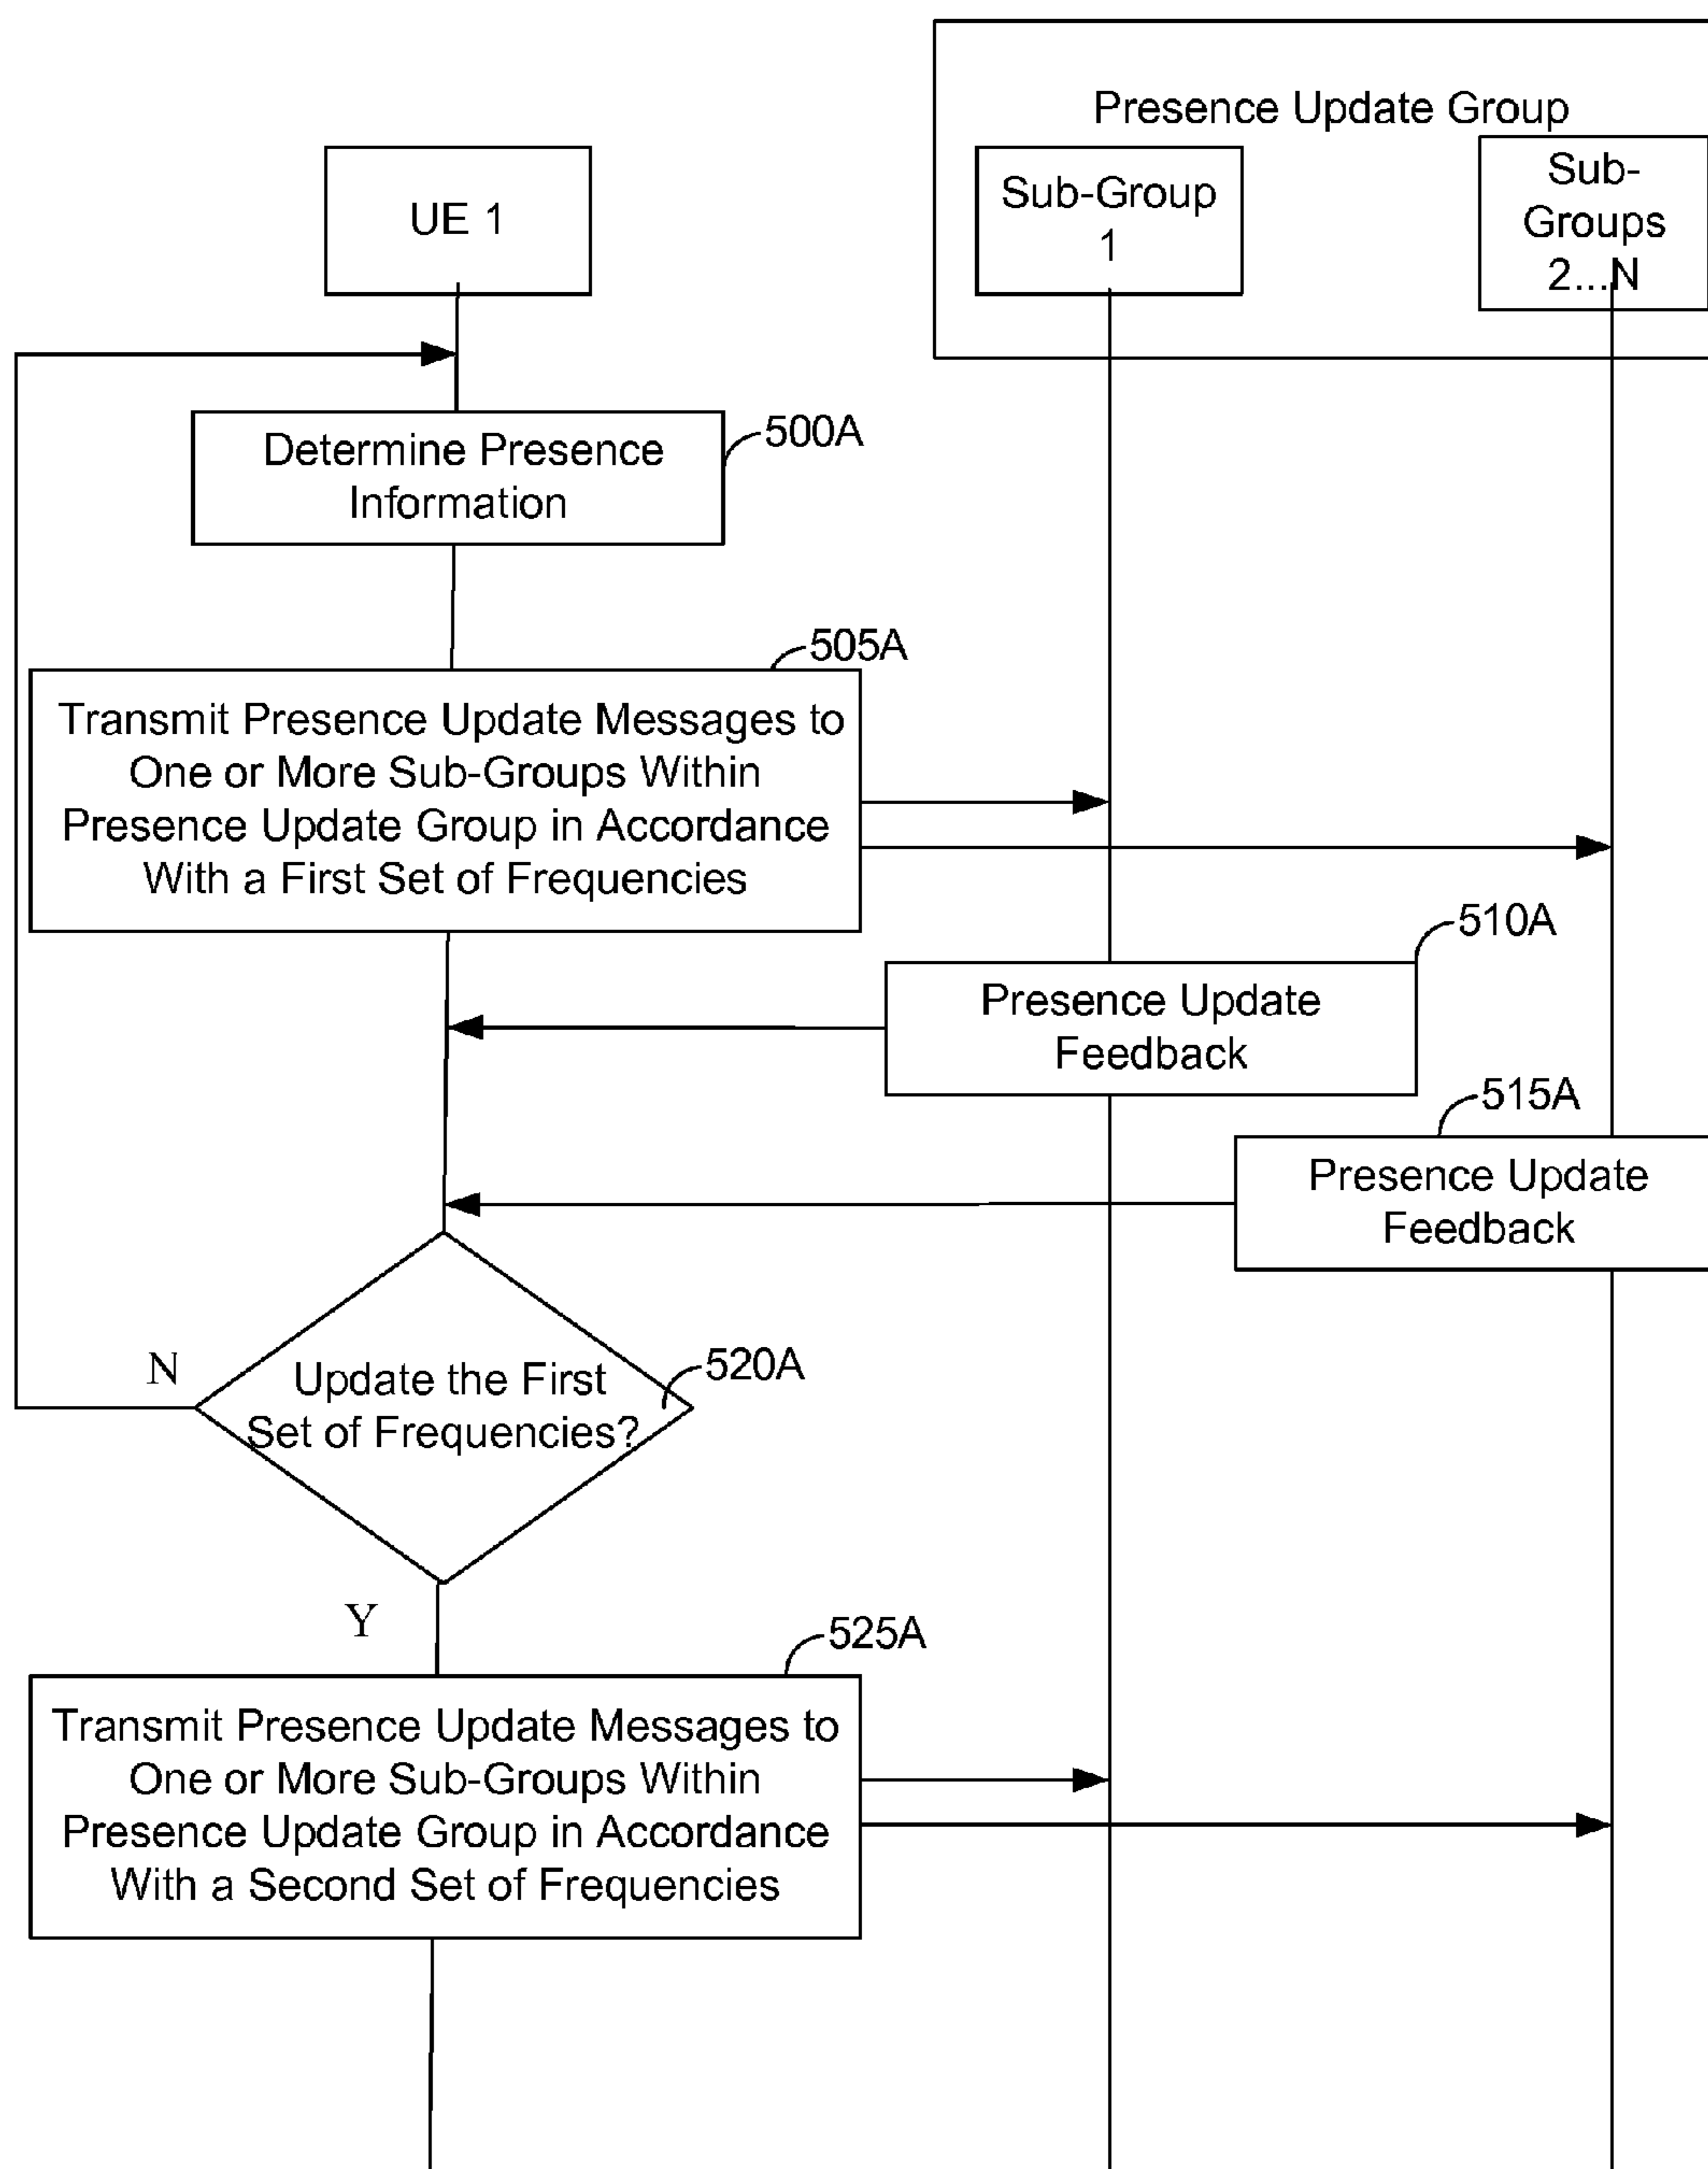 Presence Update Group
UE 1
Sub-Group
1
Sub-
Groups
2...N
500A
Determine Presence
Information
505A
Transmit Presence Update Messages to
One or More Sub-Groups Within
Presence Update Group in Accordance
With a First Set of Frequencies
510A
Presence Update
Feedback
515A
Presence Update
Feedback
N
520A
Update the First
Set of Frequencies?
Y
525A
Transmit Presence Update Messages to
One or More Sub-Groups Within
Presence Update Group in Accordance
With a Second Set of Frequencies